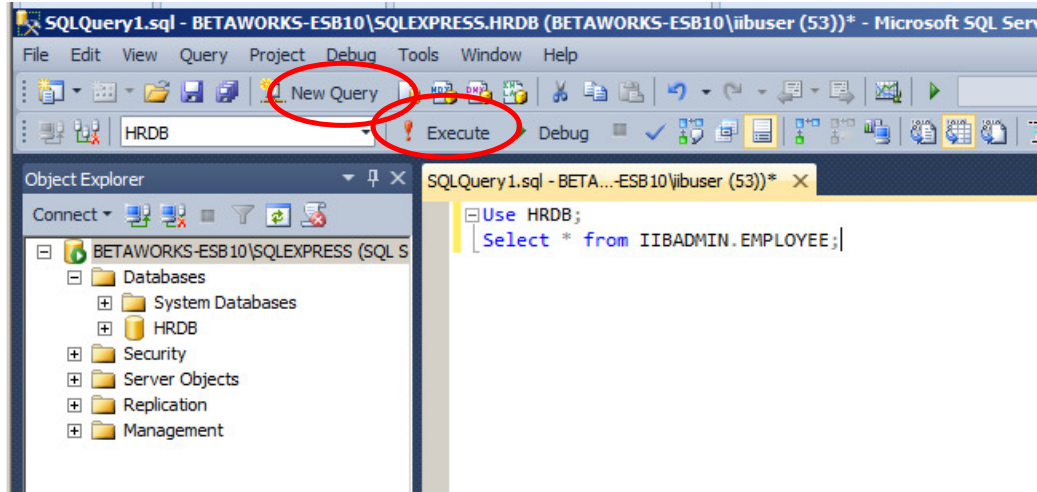 SQLQuery1.sql - BETAWORKS-ESB10\SQLEXPRESS.HRDB (BETAWORKS-ESB10\iibuser (53))* - Microsoft SQL Serv
File Edit View Query Project Debug Tools Window Help
New Query
HRDB Execute Debug
Object Explorer
SQLQuery1.sql - BETA...-ESB10\iibuser (53))*
Connect
Use HRDB;
Select * from IIBADMIN.EMPLOYEE;
BETAWORKS-ESB10\SQLEXPRESS (SQL S
Databases
System Databases
HRDB
Security
Server Objects
Replication
Management